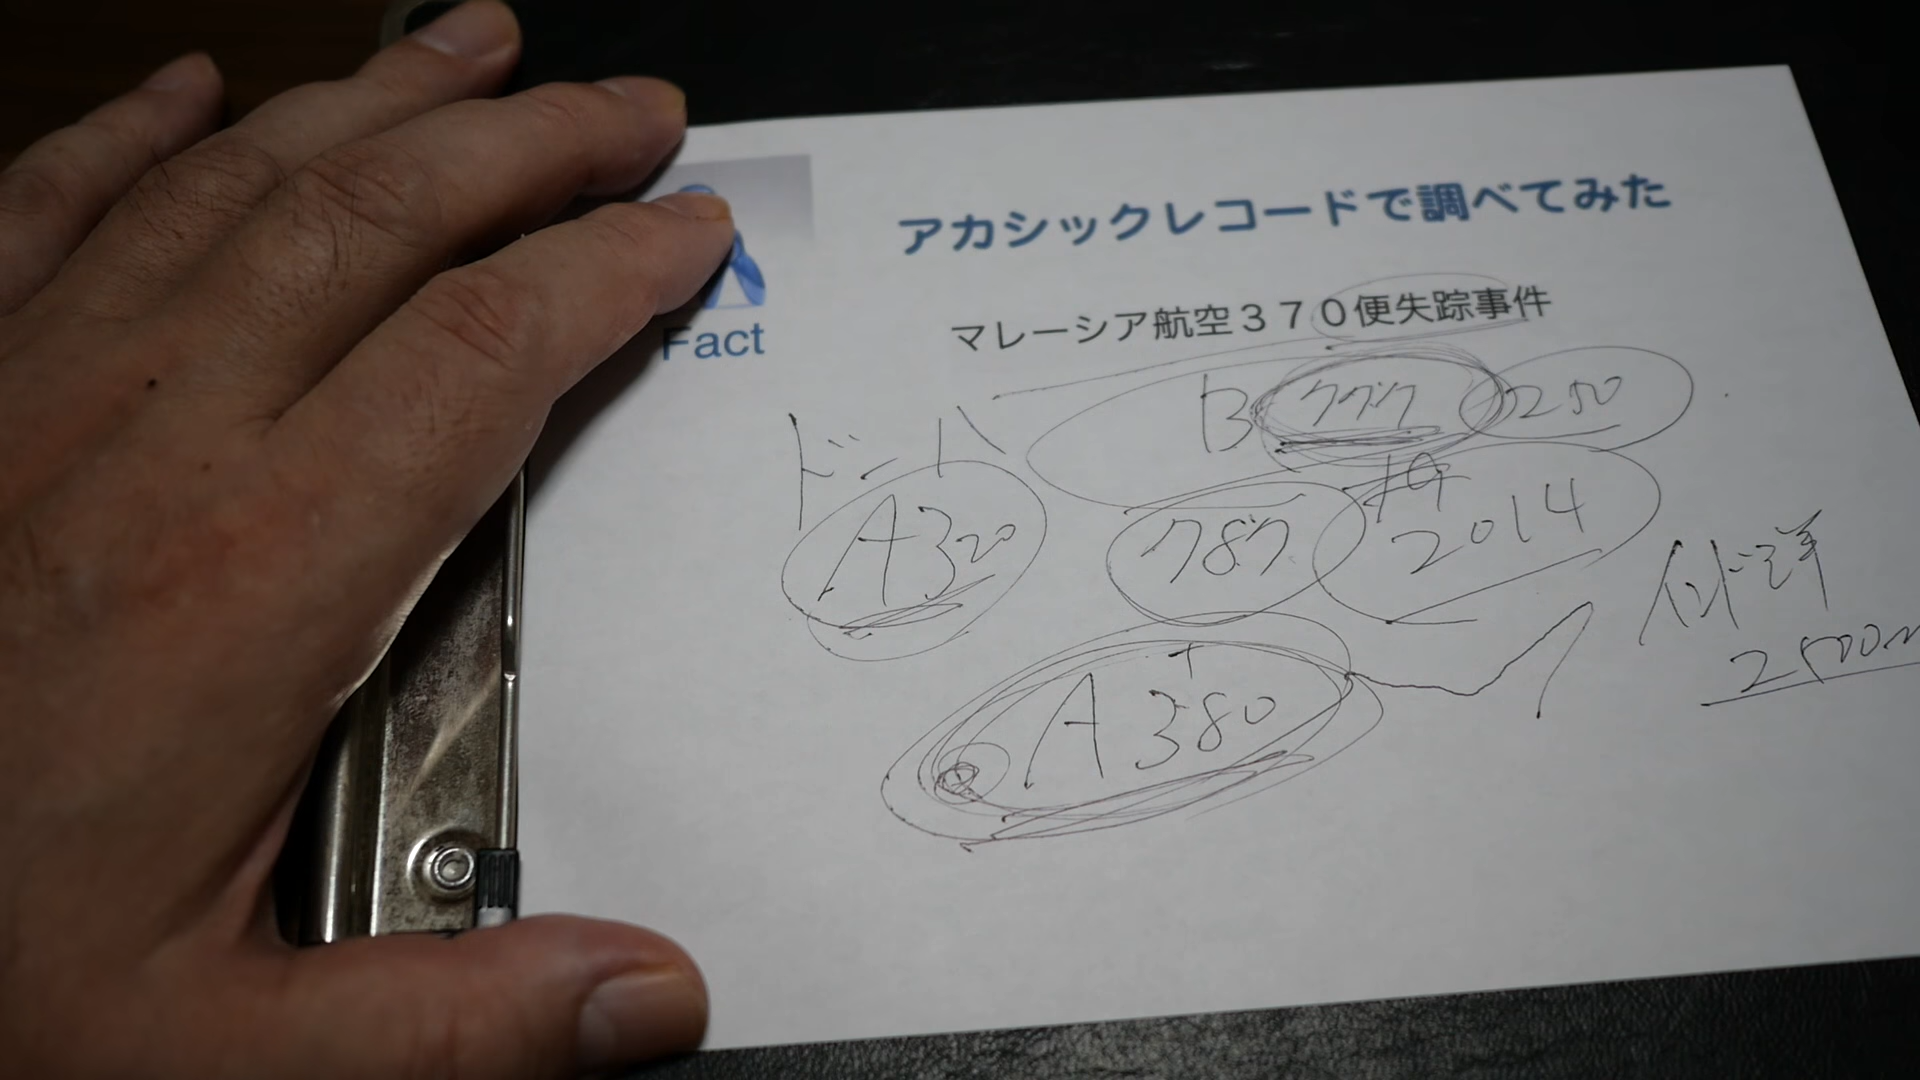 アカシックレコードで調べてみた
Fact
マレーシア航空370便失踪事件
B 777 250
ドーハ
A320 787 2014
インド洋
2500m
A380